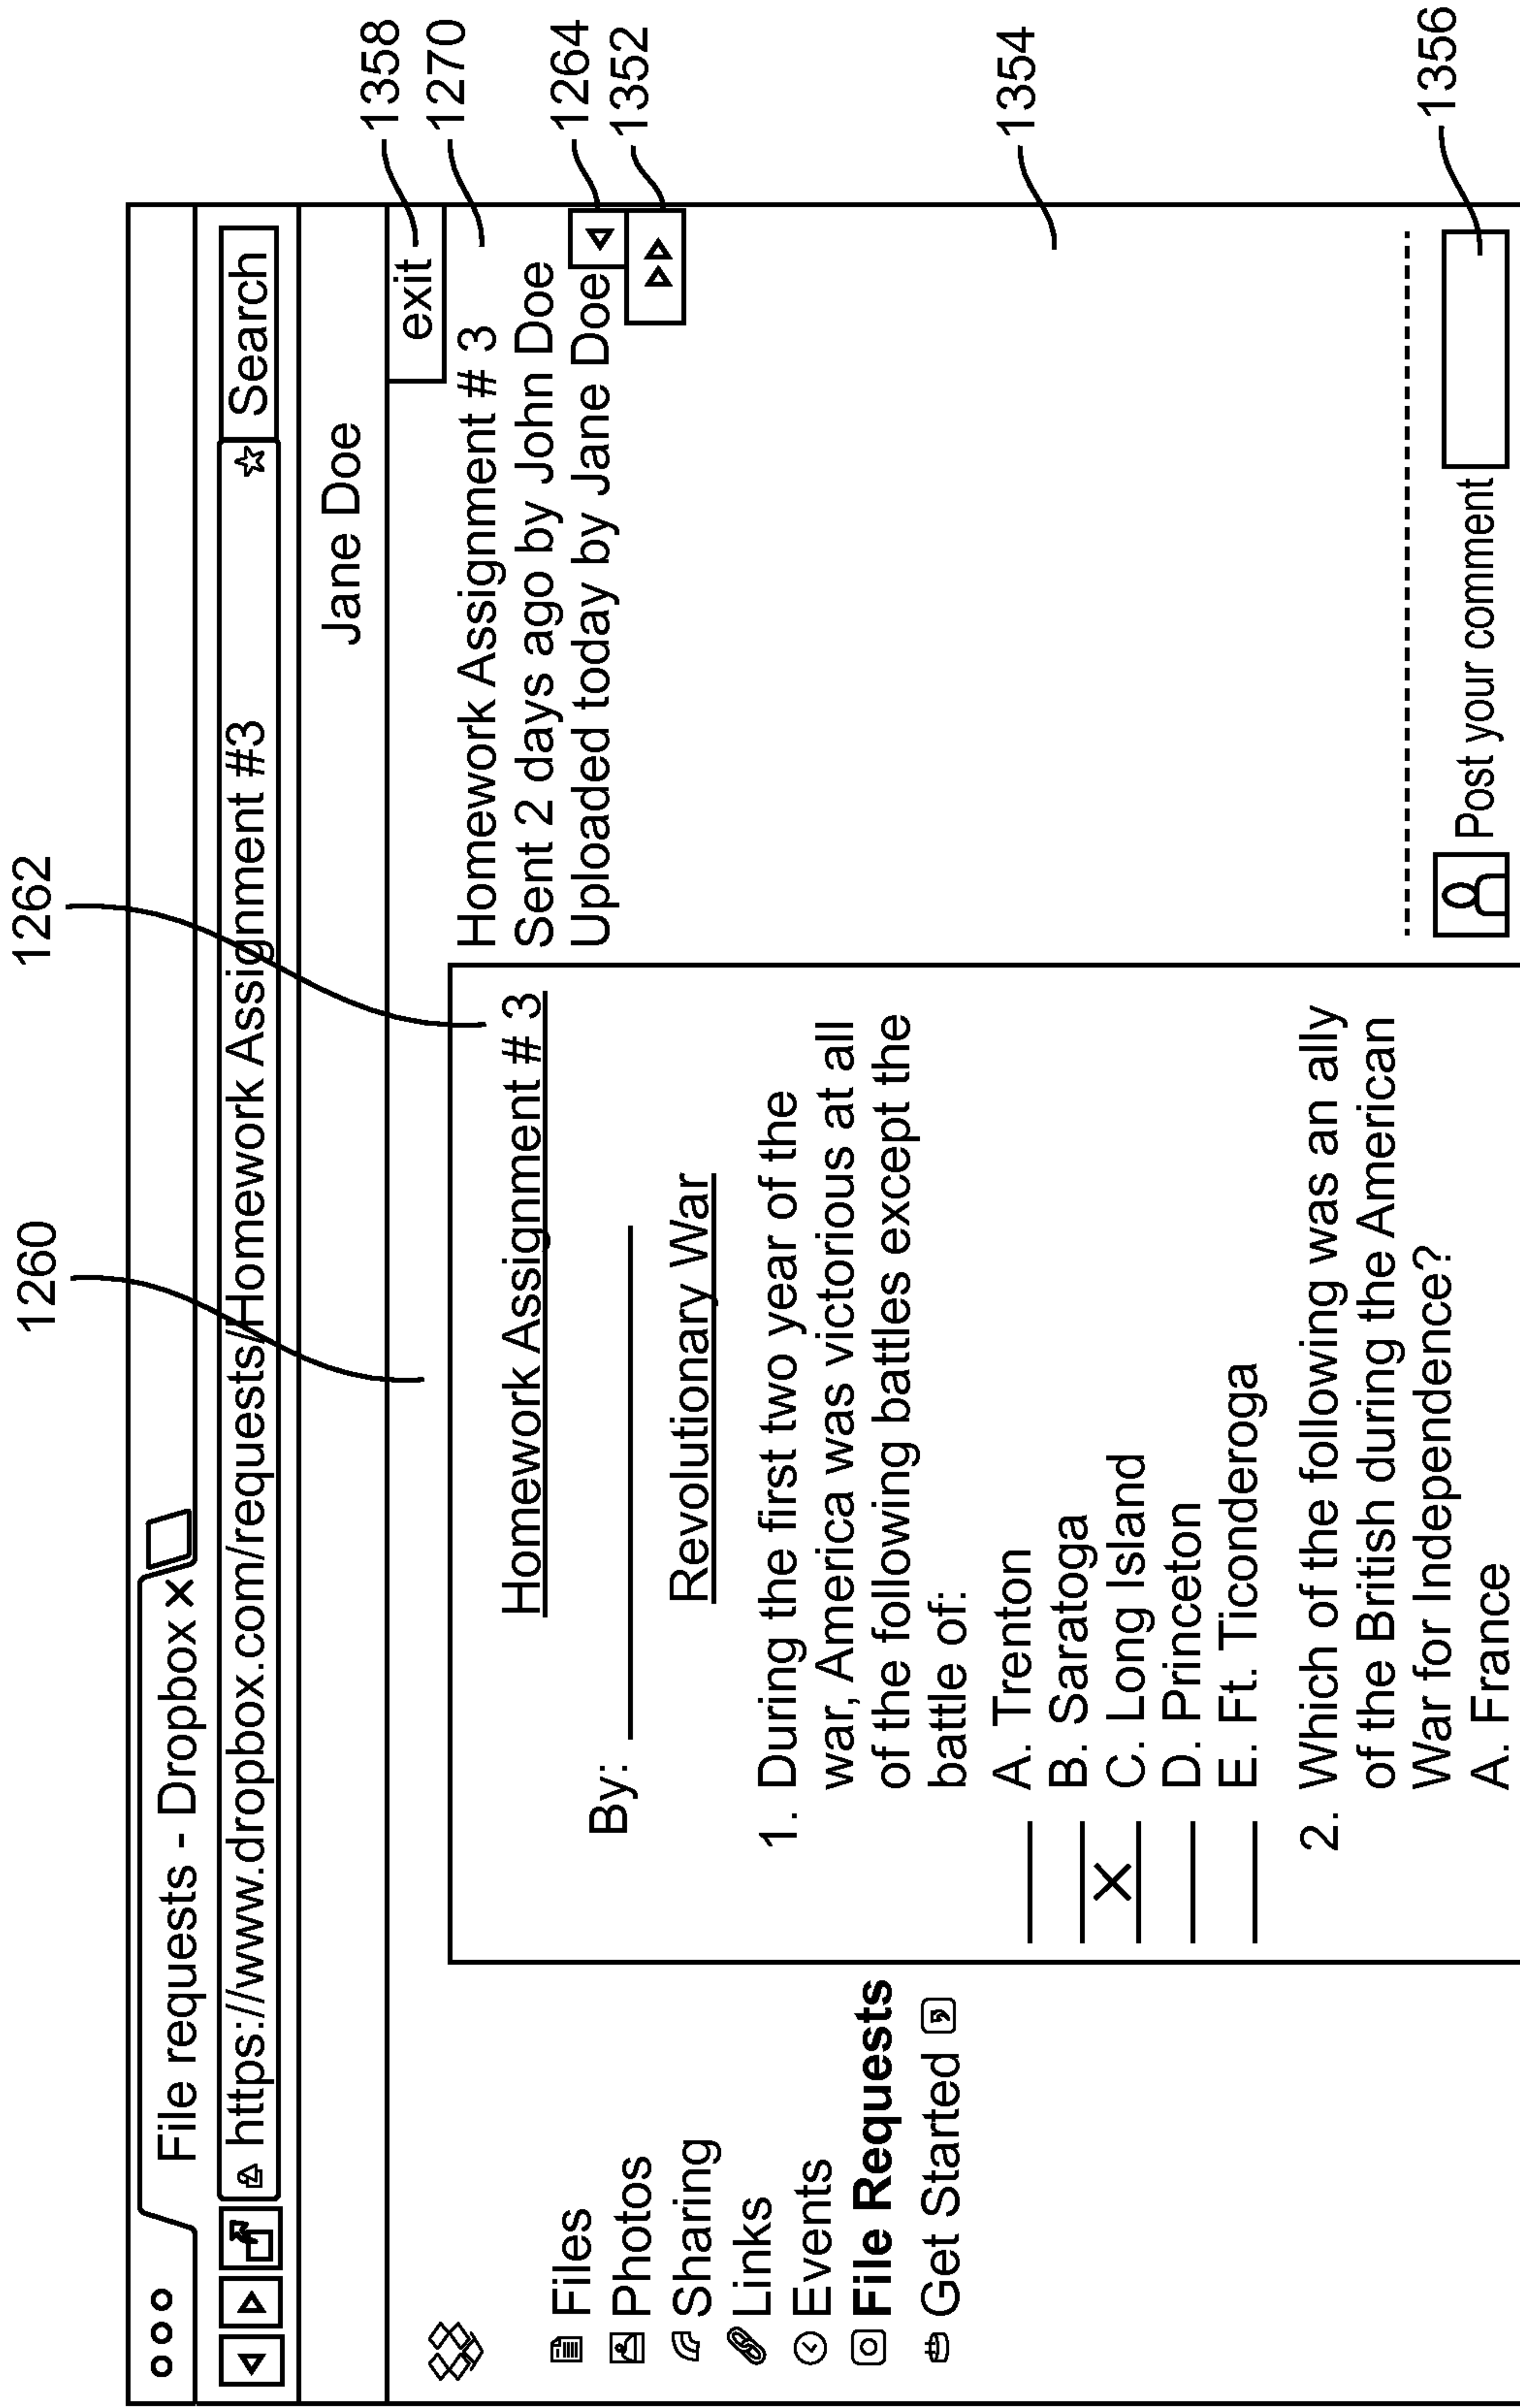 1260
1262
File requests - Dropbox
https://www.dropbox.com/requests/Homework Assignment #3
Search
Jane Doe
exit
1358
1270
1264
1352
1354
1356
Files
Photos
Sharing
Links
Events
File Requests
Get Started
Homework Assignment # 3
By:
Revolutionary War
1. During the first two year of the
war, America was victorious at all
of the following battles except the
battle of:
A. Trenton
B. Saratoga
X C. Long Island
D. Princeton
E. Ft. Ticonderoga
2. Which of the following was an ally
of the British during the American
War for Independence?
A. France
Homework Assignment # 3
Sent 2 days ago by John Doe
Uploaded today by Jane Doe
Post your comment